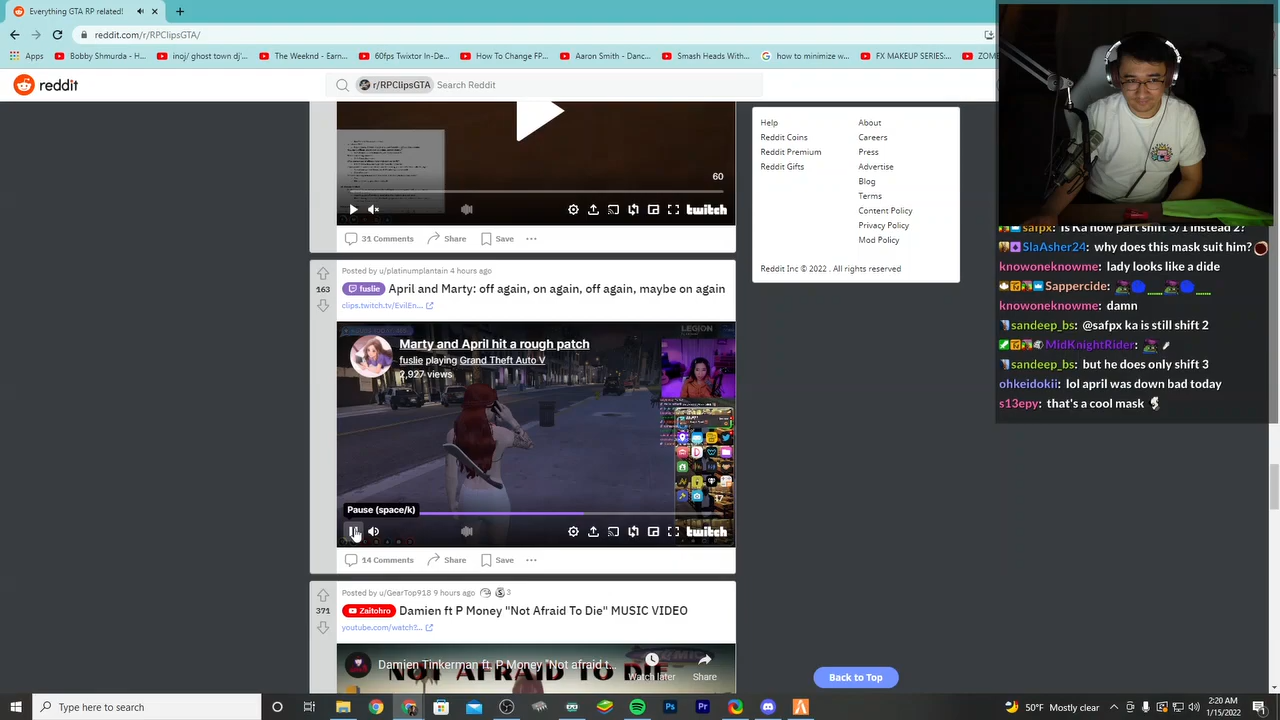 Everything GTA RP related!
reddit.com/r/RPClipsGTA/
Apps
Bobby Shmurda - H...
inoj/ ghost town dj'...
The Weeknd - Earn...
60fps Twixtor In-De...
How To Change FP...
Aaron Smith - Danc...
Smash Heads With...
how to minimize w...
FX MAKEUP SERIES:...
ZOME
reddit
r/RPClipsGTA
Search Reddit
60
twitch
31 Comments
Share
Save
Help
About
Reddit Coins
Careers
Reddit Premium
Press
Reddit Gifts
Advertise
Blog
Terms
Content Policy
Privacy Policy
Mod Policy
Reddit Inc © 2022 . All rights reserved
Posted by u/platinumplantain 4 hours ago
163
fuslie
April and Marty: off again, on again, off again, maybe on again
clips.twitch.tv/EvilEn...
LEGION
Marty and April hit a rough patch
fuslie playing Grand Theft Auto V
2,927 views
17
Pause (space/k)
twitch
14 Comments
Share
Save
Posted by u/GearTop918 9 hours ago
3
371
Zaitohro
Damien ft P Money "Not Afraid To Die" MUSIC VIDEO
youtube.com/watch?...
Damien Tinkerman ft. P Money "Not afraid t...
NOT AFRAID TO DIE
Watch later
Share
Back to Top
safpx: Is Ka now part shift 3/1 instead 2?
SlaAsher24: why does this mask suit him?
knowoneknowme: lady looks like a dide
Sappercide:
knowoneknowme: damn
sandeep_bs: @safpx ka is still shift 2
MidKnightRider:
sandeep_bs: but he does only shift 3
ohkeidokii: lol april was down bad today
s13epy: that's a cool mask
Type here to search
Ps
Pr
50°F Mostly clear
2:20 AM
1/15/2022
1